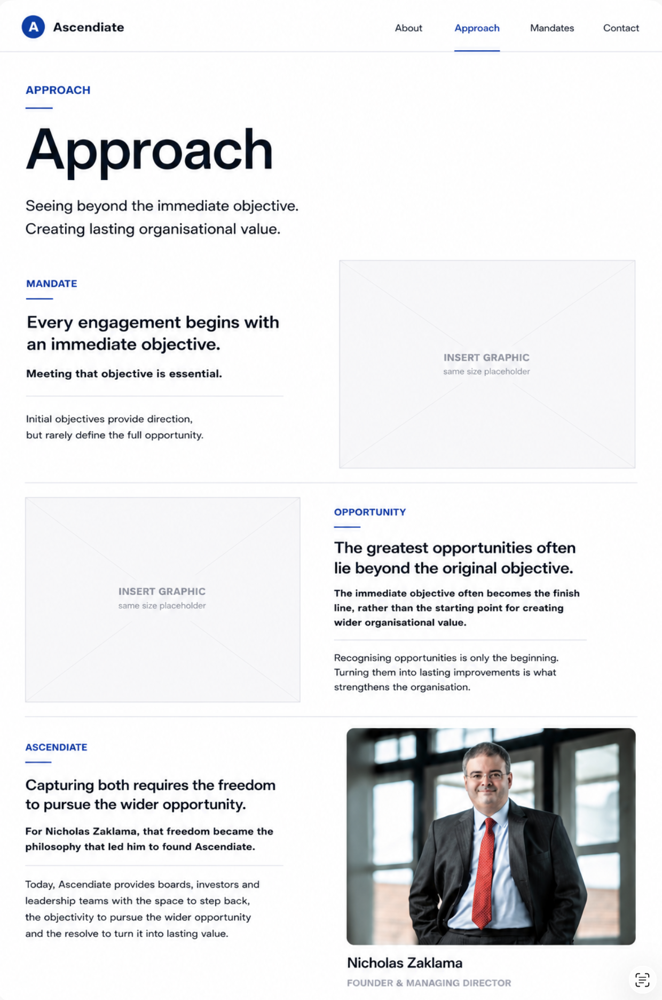 A Ascendiate
About Approach Mandates Contact
APPROACH
Approach
Seeing beyond the immediate objective.
Creating lasting organisational value.
MANDATE
Every engagement begins with
an immediate objective.
Meeting that objective is essential.
Initial objectives provide direction,
but rarely define the full opportunity.
INSERT GRAPHIC
same size placeholder
INSERT GRAPHIC
same size placeholder
OPPORTUNITY
The greatest opportunities often
lie beyond the original objective.
The immediate objective often becomes the finish
line, rather than the starting point for creating
wider organisational value.
Recognising opportunities is only the beginning.
Turning them into lasting improvements is what
strengthens the organisation.
ASCENDIATE
Capturing both requires the freedom
to pursue the wider opportunity.
For Nicholas Zaklama, that freedom became the
philosophy that led him to found Ascendiate.
Today, Ascendiate provides boards, investors and
leadership teams with the space to step back,
the objectivity to pursue the wider opportunity
and the resolve to turn it into lasting value.
Nicholas Zaklama
FOUNDER & MANAGING DIRECTOR